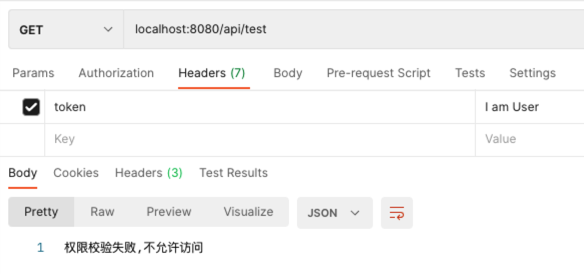 GET localhost:8080/api/test
Params Authorization Headers (7) Body Pre-request Script Tests Settings
token I am User
Key Value
Body Cookies Headers (3) Test Results
Pretty Raw Preview Visualize JSON
1 权限校验失败,不允许访问